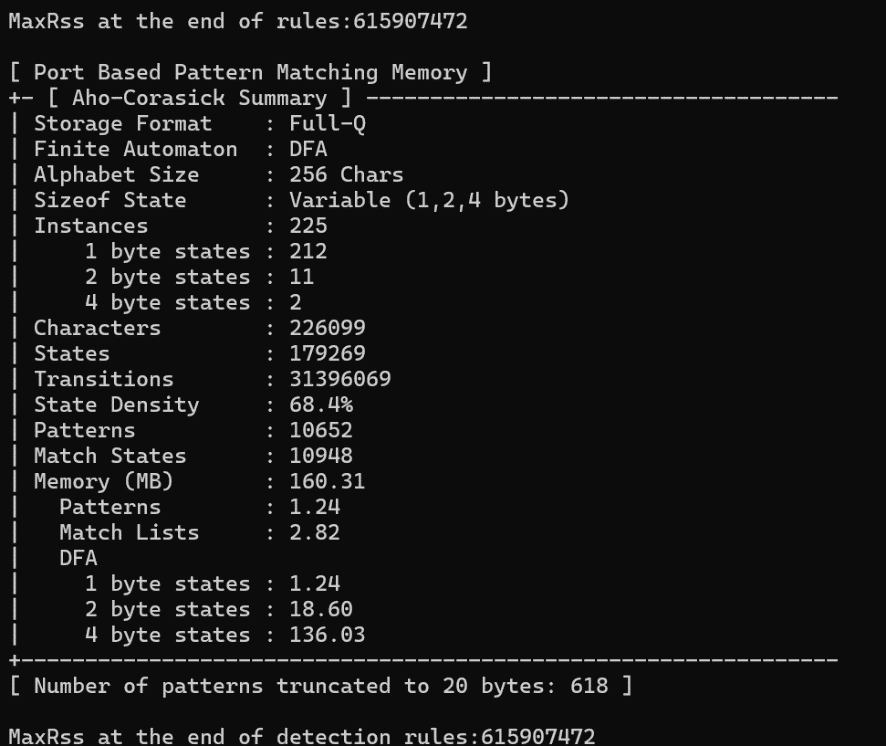 MaxRss at the end of rules:615907472
[ Port Based Pattern Matching Memory ]
+- [ Aho-Corasick Summary ] -------------------------------------
| Storage Format    : Full-Q
| Finite Automaton  : DFA
| Alphabet Size     : 256 Chars
| Sizeof State      : Variable (1,2,4 bytes)
| Instances         : 225
|     1 byte states : 212
|     2 byte states : 11
|     4 byte states : 2
| Characters        : 226099
| States            : 179269
| Transitions       : 31396069
| State Density     : 68.4%
| Patterns          : 10652
| Match States      : 10948
| Memory (MB)       : 160.31
|   Patterns        : 1.24
|   Match Lists     : 2.82
|   DFA
|     1 byte states : 1.24
|     2 byte states : 18.60
|     4 byte states : 136.03
+----------------------------------------------------------------
[ Number of patterns truncated to 20 bytes: 618 ]
MaxRss at the end of detection rules:615907472